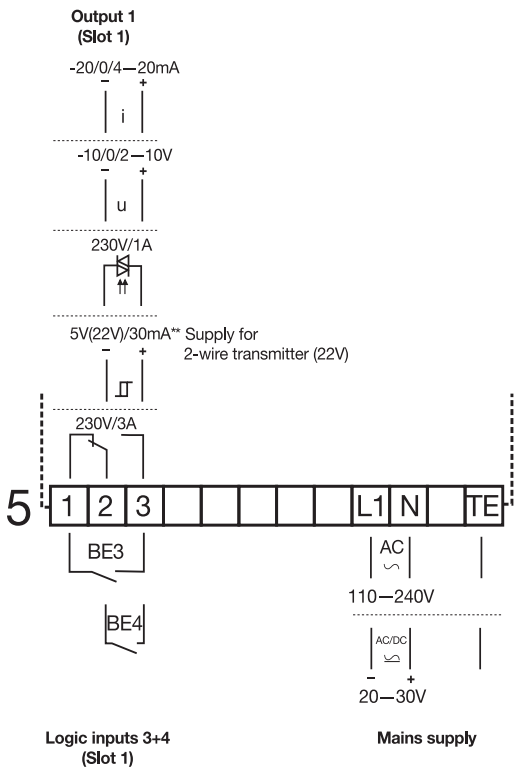 Output 1
(Slot 1)
-20/0/4—20mA
− +
i
-10/0/2—10V
− +
u
230V/1A
5V(22V)/30mA** Supply for
2-wire transmitter (22V)
− +
230V/3A
5 1 2 3 L1 N TE
BE3 AC
110—240V
BE4 AC/DC
− +
20—30V
Logic inputs 3+4
(Slot 1)
Mains supply